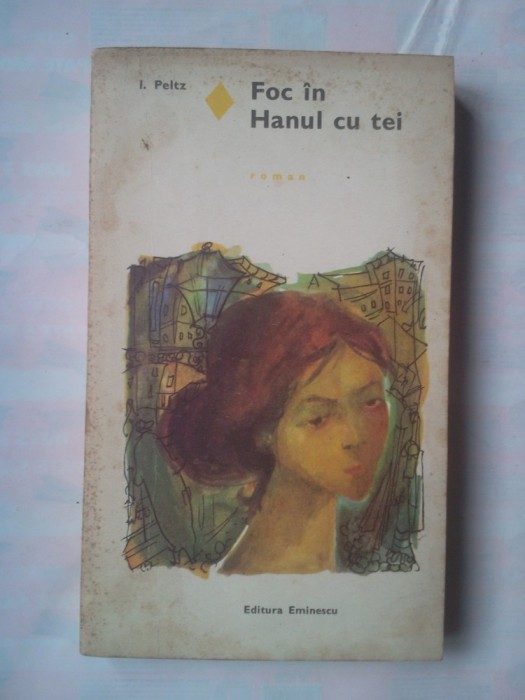 I. Peltz
Foc în
Hanul cu tei
roman
Editura Eminescu